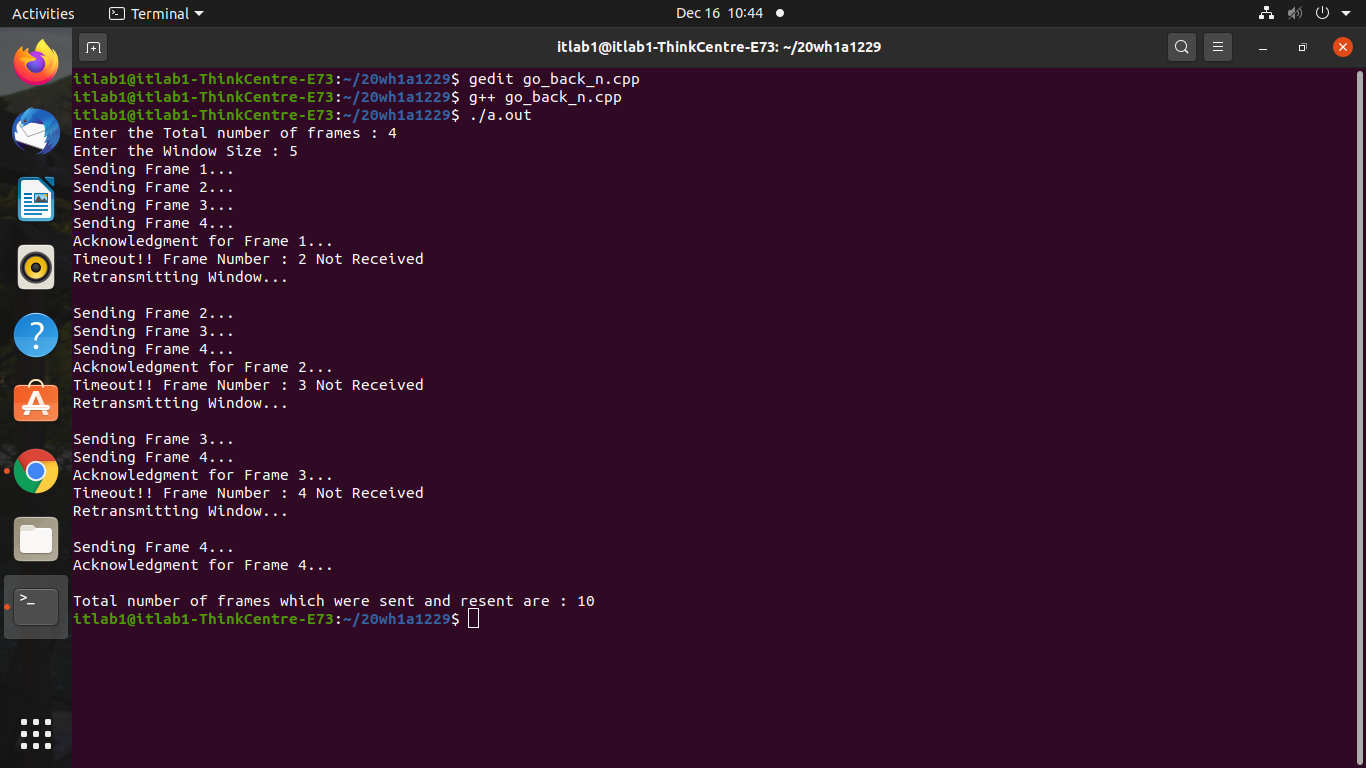 Activities Terminal Dec 16 10:44
itlab1@itlab1-ThinkCentre-E73: ~/20wh1a1229
itlab1@itlab1-ThinkCentre-E73:~/20wh1a1229$ gedit go_back_n.cpp
itlab1@itlab1-ThinkCentre-E73:~/20wh1a1229$ g++ go_back_n.cpp
itlab1@itlab1-ThinkCentre-E73:~/20wh1a1229$ ./a.out
Enter the Total number of frames : 4
Enter the Window Size : 5
Sending Frame 1...
Sending Frame 2...
Sending Frame 3...
Sending Frame 4...
Acknowledgment for Frame 1...
Timeout!! Frame Number : 2 Not Received
Retransmitting Window...
Sending Frame 2...
Sending Frame 3...
Sending Frame 4...
Acknowledgment for Frame 2...
Timeout!! Frame Number : 3 Not Received
Retransmitting Window...
Sending Frame 3...
Sending Frame 4...
Acknowledgment for Frame 3...
Timeout!! Frame Number : 4 Not Received
Retransmitting Window...
Sending Frame 4...
Acknowledgment for Frame 4...
Total number of frames which were sent and resent are : 10
itlab1@itlab1-ThinkCentre-E73:~/20wh1a1229$